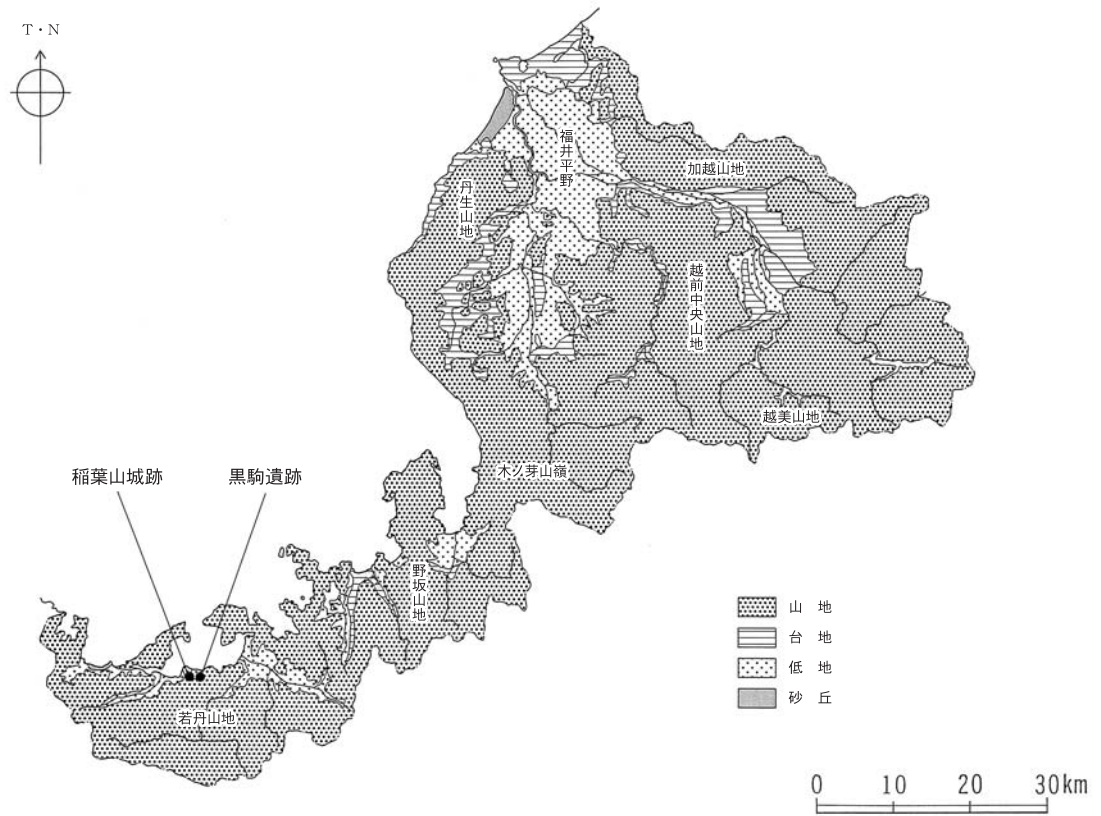 T・N
福井平野
加越山地
丹生山地
越前中央山地
越美山地
木ノ芽山嶺
稲葉山城跡
黒駒遺跡
野坂山地
若丹山地
山 地
台 地
低 地
砂 丘
0 10 20 30km